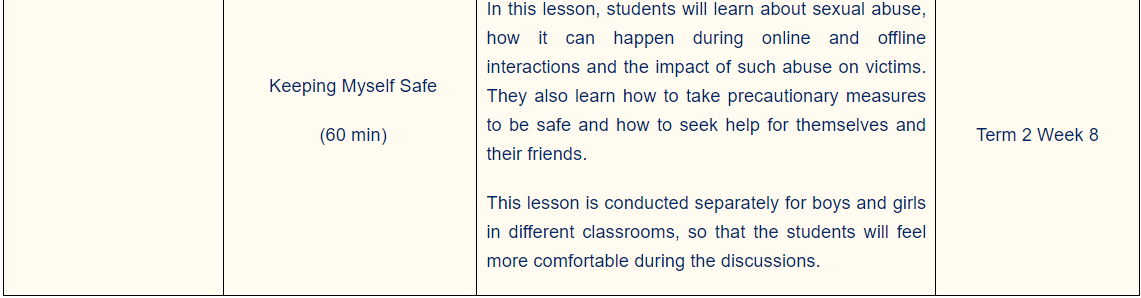 Keeping Myself Safe
(60 min)
In this lesson, students will learn about sexual abuse,
how it can happen during online and offline
interactions and the impact of such abuse on victims.
They also learn how to take precautionary measures
to be safe and how to seek help for themselves and
their friends.
This lesson is conducted separately for boys and girls
in different classrooms, so that the students will feel
more comfortable during the discussions.
Term 2 Week 8